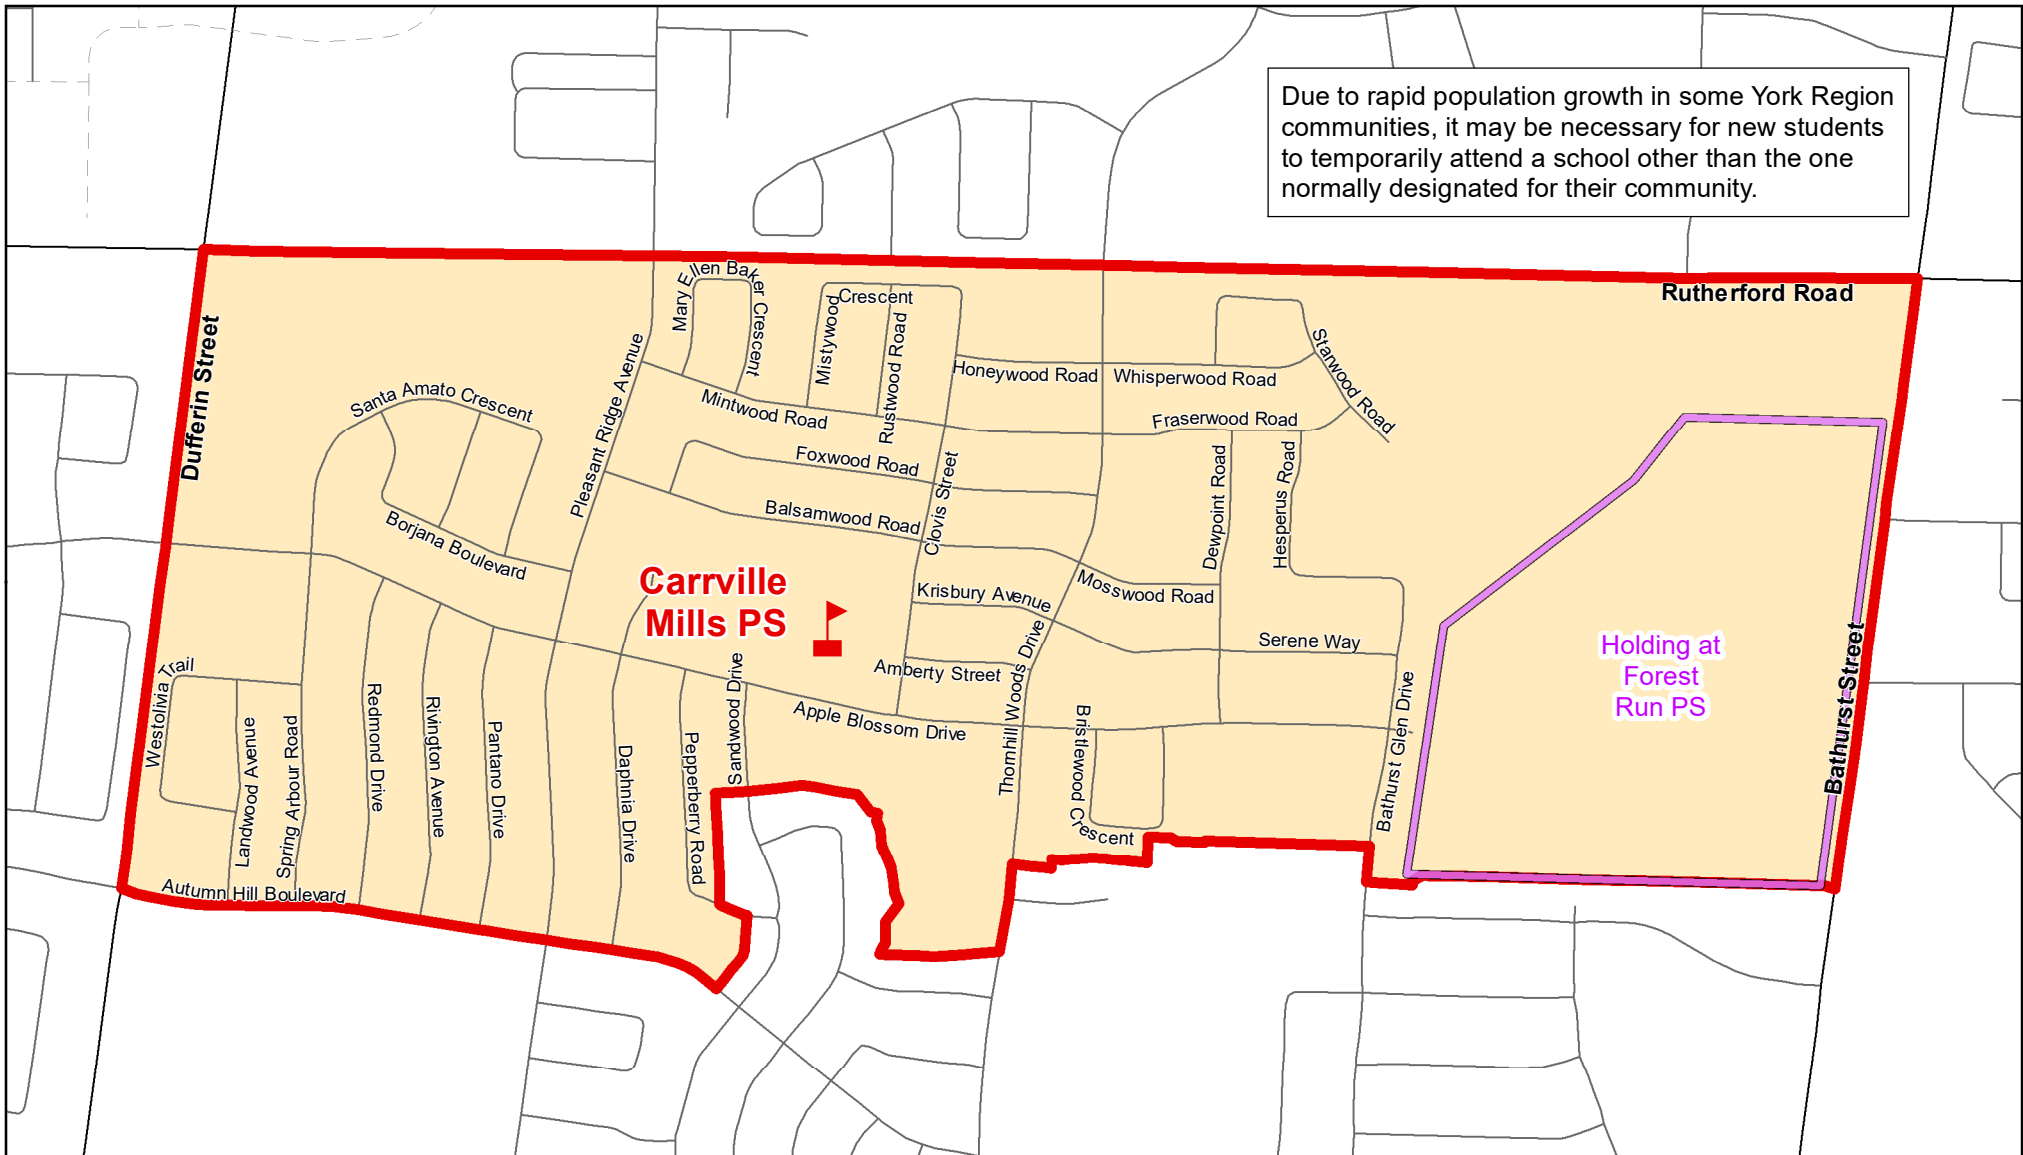 Due to rapid population growth in some York Region
communities, it may be necessary for new students
to temporarily attend a school other than the one
normally designated for their community.
Rutherford Road
Dufferin Street
Mary Ellen Baker Crescent
Mistywood
Crescent
Rustwood Road
Pleasant Ridge Avenue
Honeywood Road
Whisperwood Road
Starwood Road
Santa Amato Crescent
Mintwood Road
Fraserwood Road
Foxwood Road
Clovis Street
Dewpoint Road
Hesperus Road
Balsamwood Road
Borjana Boulevard
Carrville
Mills PS
Krisbury Avenue
Mosswood Road
Serene Way
Holding at
Forest
Run PS
Bathurst Street
Westolivia Trail
Amberty Street
Thornhill Woods Drive
Bathurst Glen Drive
Landwood Avenue
Spring Arbour Road
Redmond Drive
Rivington Avenue
Pantano Drive
Daphnia Drive
Pepperberry Road
Summerwood Drive
Apple Blossom Drive
Bristlewood Crescent
Autumn Hill Boulevard